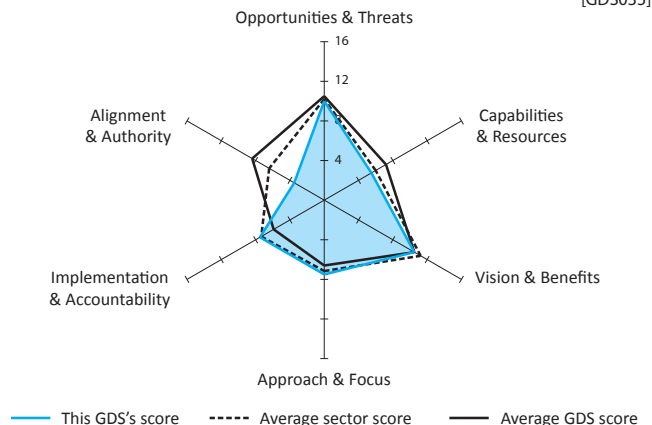 Opportunities & Threats
16
12
4
Alignment
& Authority
Capabilities
& Resources
Implementation
& Accountability
Vision & Benefits
Approach & Focus
This GDS's score
Average sector score
Average GDS score